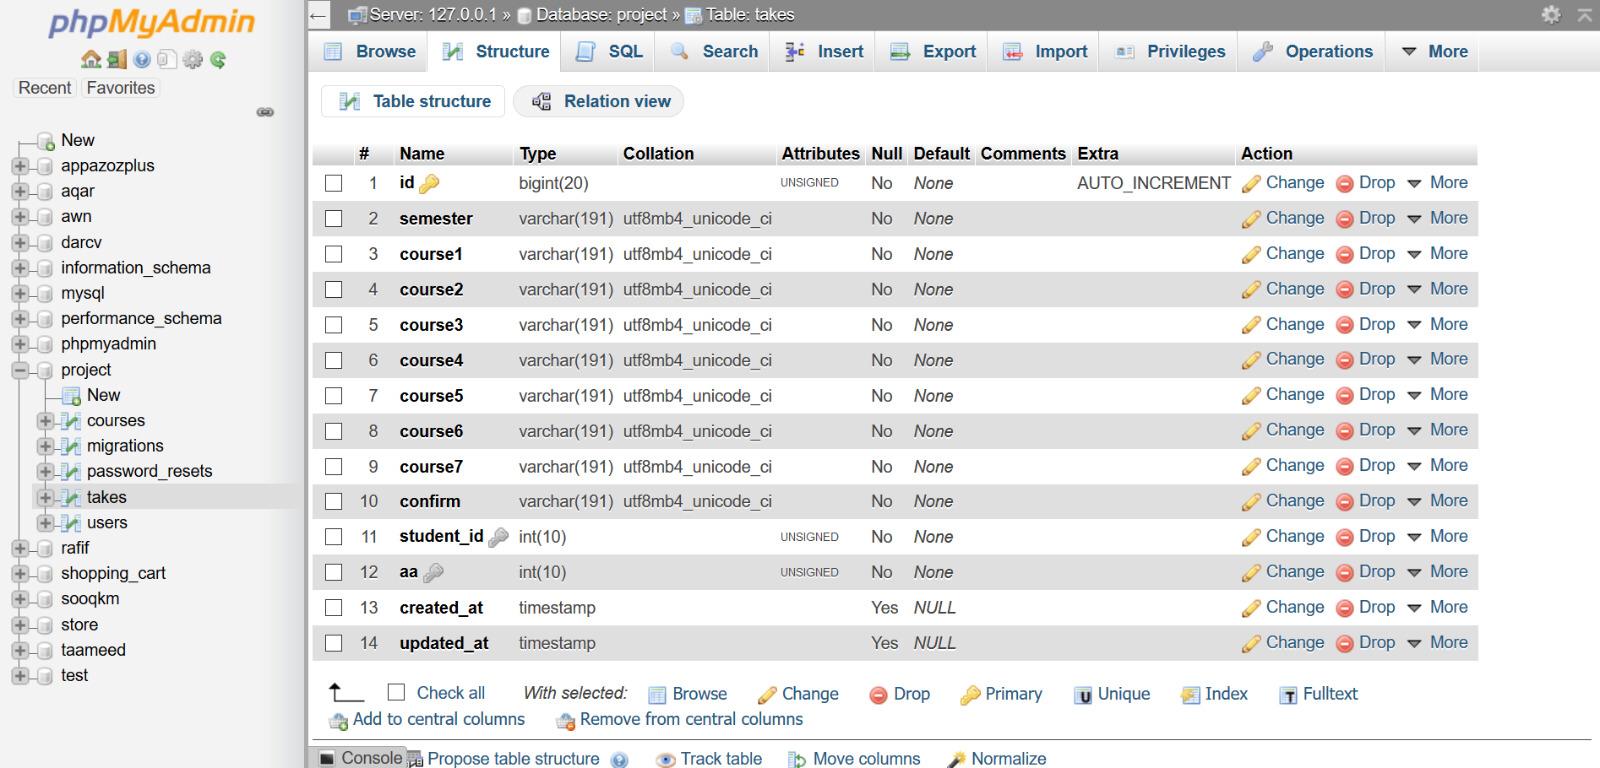 phpMyAdmin
Recent Favorites
New
appazozplus
aqar
awn
darcv
information_schema
mysql
performance_schema
phpmyadmin
project
New
courses
migrations
password_resets
takes
users
rafif
shopping_cart
sooqkm
store
taameed
test
Server: 127.0.0.1 » Database: project » Table: takes
Browse Structure SQL Search Insert Export Import Privileges Operations More
Table structure Relation view
# Name Type Collation Attributes Null Default Comments Extra Action
1 id bigint(20) UNSIGNED No None AUTO_INCREMENT Change Drop More
2 semester varchar(191) utf8mb4_unicode_ci No None Change Drop More
3 course1 varchar(191) utf8mb4_unicode_ci No None Change Drop More
4 course2 varchar(191) utf8mb4_unicode_ci No None Change Drop More
5 course3 varchar(191) utf8mb4_unicode_ci No None Change Drop More
6 course4 varchar(191) utf8mb4_unicode_ci No None Change Drop More
7 course5 varchar(191) utf8mb4_unicode_ci No None Change Drop More
8 course6 varchar(191) utf8mb4_unicode_ci No None Change Drop More
9 course7 varchar(191) utf8mb4_unicode_ci No None Change Drop More
10 confirm varchar(191) utf8mb4_unicode_ci No None Change Drop More
11 student_id int(10) UNSIGNED No None Change Drop More
12 aa int(10) UNSIGNED No None Change Drop More
13 created_at timestamp Yes NULL Change Drop More
14 updated_at timestamp Yes NULL Change Drop More
Check all With selected: Browse Change Drop Primary Unique Index Fulltext
Add to central columns Remove from central columns
Console Propose table structure Track table Move columns Normalize